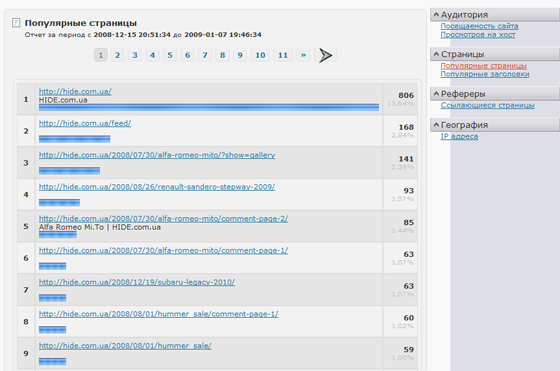 Популярные страницы
Отчет за период с 2008-12-15 20:51:34 до 2009-01-07 19:46:34
1 2 3 4 5 6 7 8 9 10 11 »
1 http://hide.com.ua/ 806
HIDE.com.ua 12.64%
2 http://hide.com.ua/feed/ 168
2.84%
3 http://hide.com.ua/2008/07/30/alfa-romeo-mito/?show=gallery 141
2.39%
4 http://hide.com.ua/2008/08/26/renault-sandero-stepway-2009/ 93
1.57%
5 http://hide.com.ua/2008/07/30/alfa-romeo-mito/comment-page-2/ 85
Alfa Romeo Mi.To | HIDE.com.ua 1.44%
6 http://hide.com.ua/2008/07/30/alfa-romeo-mito/comment-page-1/ 63
1.07%
7 http://hide.com.ua/2008/12/19/subaru-legacy-2010/ 63
1.07%
8 http://hide.com.ua/2008/08/01/hummer_sale/comment-page-1/ 60
1.02%
9 http://hide.com.ua/2008/08/01/hummer_sale/ 59
1.00%
Аудитория
Посещаемость сайта
Просмотров на хост
Страницы
Популярные страницы
Популярные заголовки
Рефереры
Ссылающиеся страницы
География
IP адреса